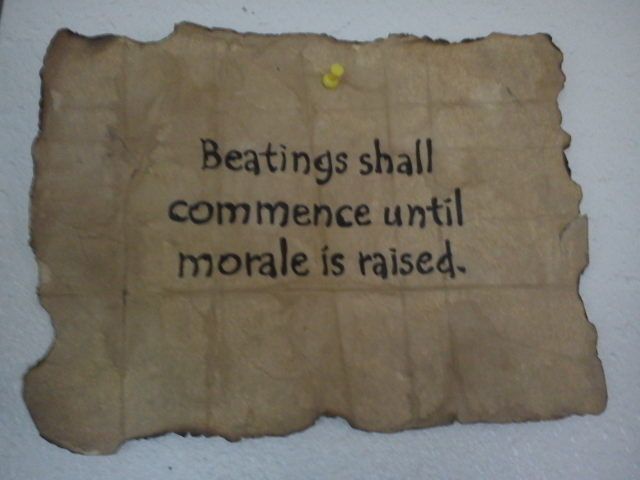 Beatings shall
commence until
morale is raised.